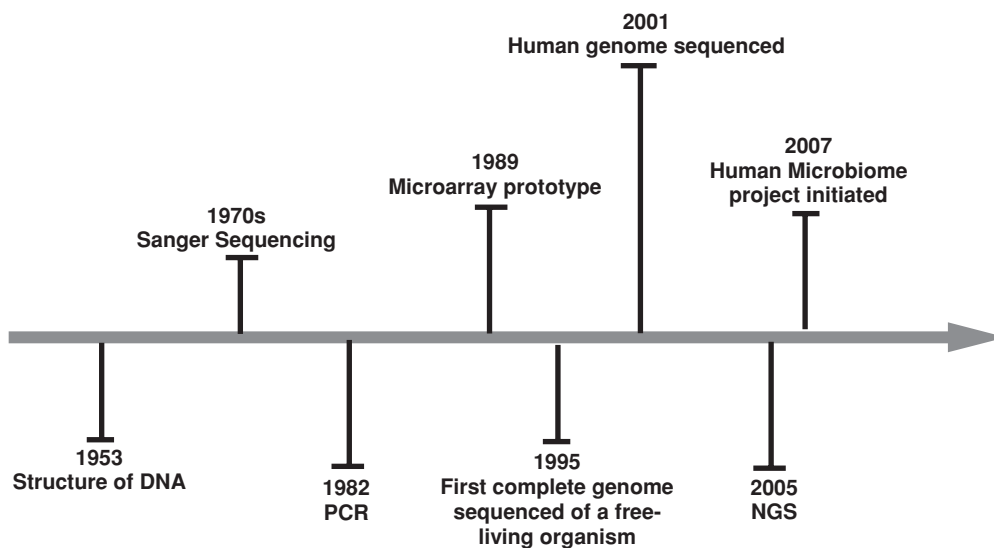 2001
Human genome sequenced
1989
Microarray prototype
2007
Human Microbiome
project initiated
1970s
Sanger Sequencing
1953
Structure of DNA
1982
PCR
1995
First complete genome
sequenced of a free-
living organism
2005
NGS